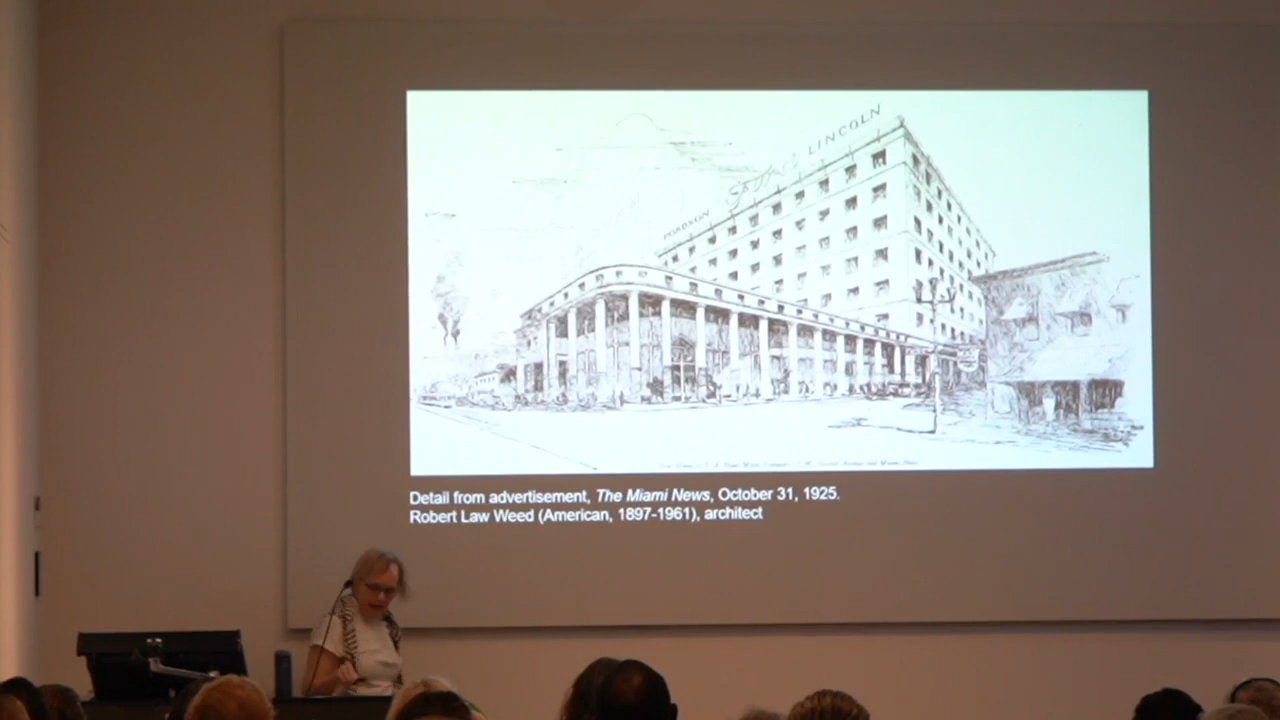 LINCOLN
Detail from advertisement, The Miami News, October 31, 1925.
Robert Law Weed (American, 1897-1961), architect